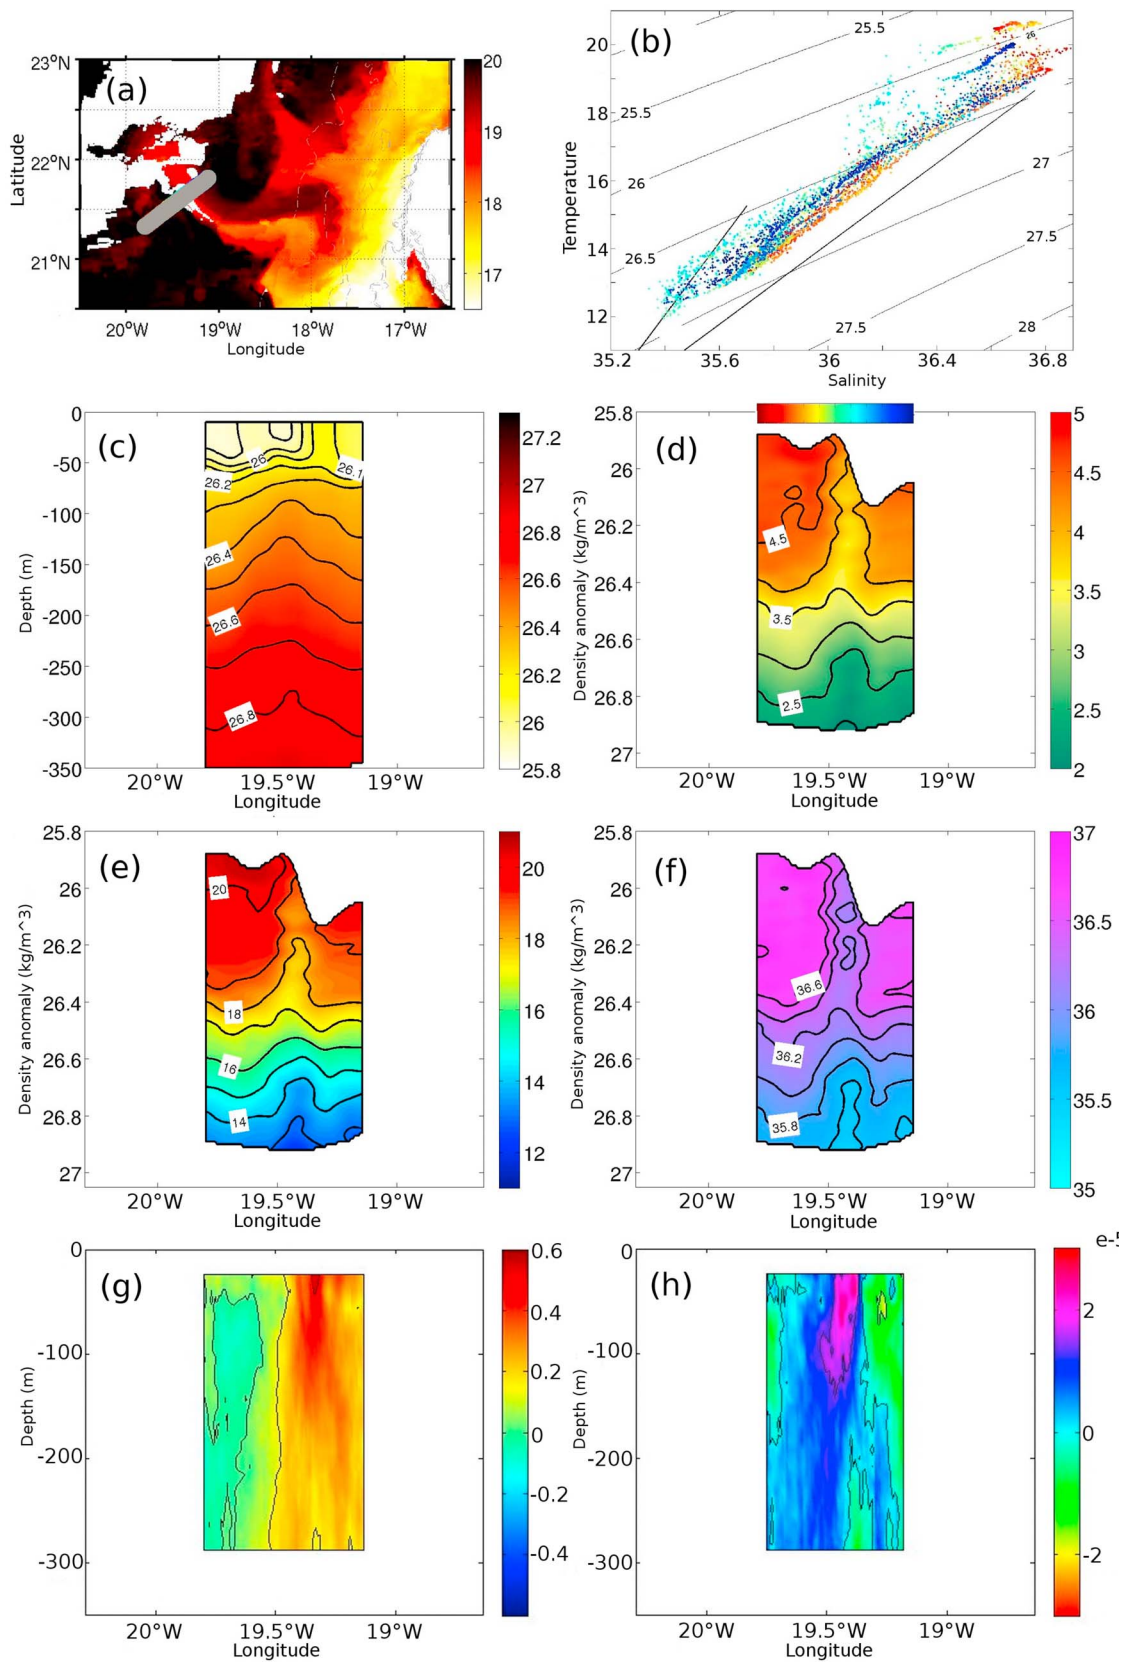 (a)
23°N
22°N
21°N
Latitude
20°W
19°W
18°W
17°W
Longitude
20
19
18
17
(b)
20
18
16
14
12
Temperature
35.2
35.6
36
36.4
36.8
Salinity
25.5
26
25.5
26
26.5
27
27.5
27.5
28
(c)
0
-50
-100
-150
-200
-250
-300
-350
Depth (m)
20°W
19.5°W
19°W
Longitude
26
26.1
26.2
26.4
26.6
26.8
27.2
27
26.8
26.6
26.4
26.2
26
25.8
(d)
25.8
26
26.2
26.4
26.6
26.8
27
Density anomaly (kg/m^3)
20°W
19.5°W
19°W
Longitude
4.5
3.5
2.5
5
4.5
4
3.5
3
2.5
2
(e)
25.8
26
26.2
26.4
26.6
26.8
27
Density anomaly (kg/m^3)
20°W
19.5°W
19°W
Longitude
20
18
16
14
20
18
16
14
12
(f)
25.8
26
26.2
26.4
26.6
26.8
27
Density anomaly (kg/m^3)
20°W
19.5°W
19°W
Longitude
36.6
36.2
35.8
37
36.5
36
35.5
35
(g)
0
-100
-200
-300
Depth (m)
20°W
19.5°W
19°W
Longitude
0.6
0.4
0.2
0
-0.2
-0.4
(h)
0
-100
-200
-300
Depth (m)
20°W
19.5°W
19°W
Longitude
2
0
-2